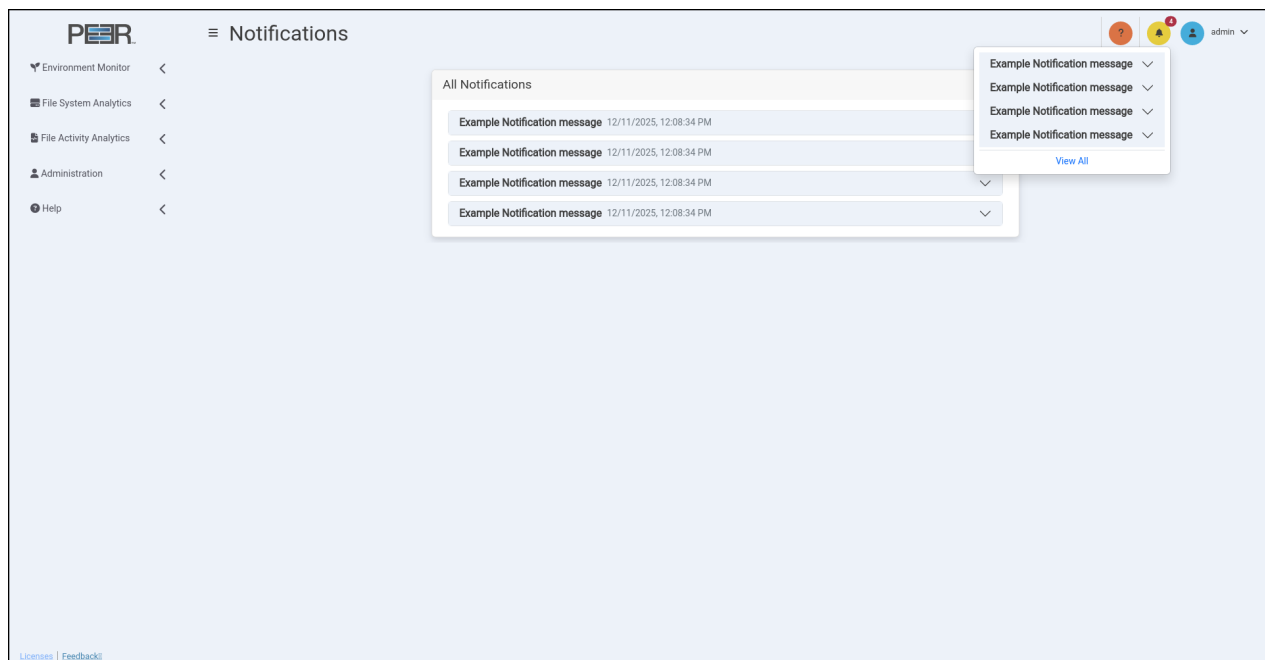 PEER
≡ Notifications
?
4
admin
Environment Monitor
File System Analytics
File Activity Analytics
Administration
Help
All Notifications
Example Notification message 12/11/2025, 12:08:34 PM
Example Notification message 12/11/2025, 12:08:34 PM
Example Notification message 12/11/2025, 12:08:34 PM
Example Notification message 12/11/2025, 12:08:34 PM
Example Notification message
Example Notification message
Example Notification message
Example Notification message
View All
Licenses | Feedback